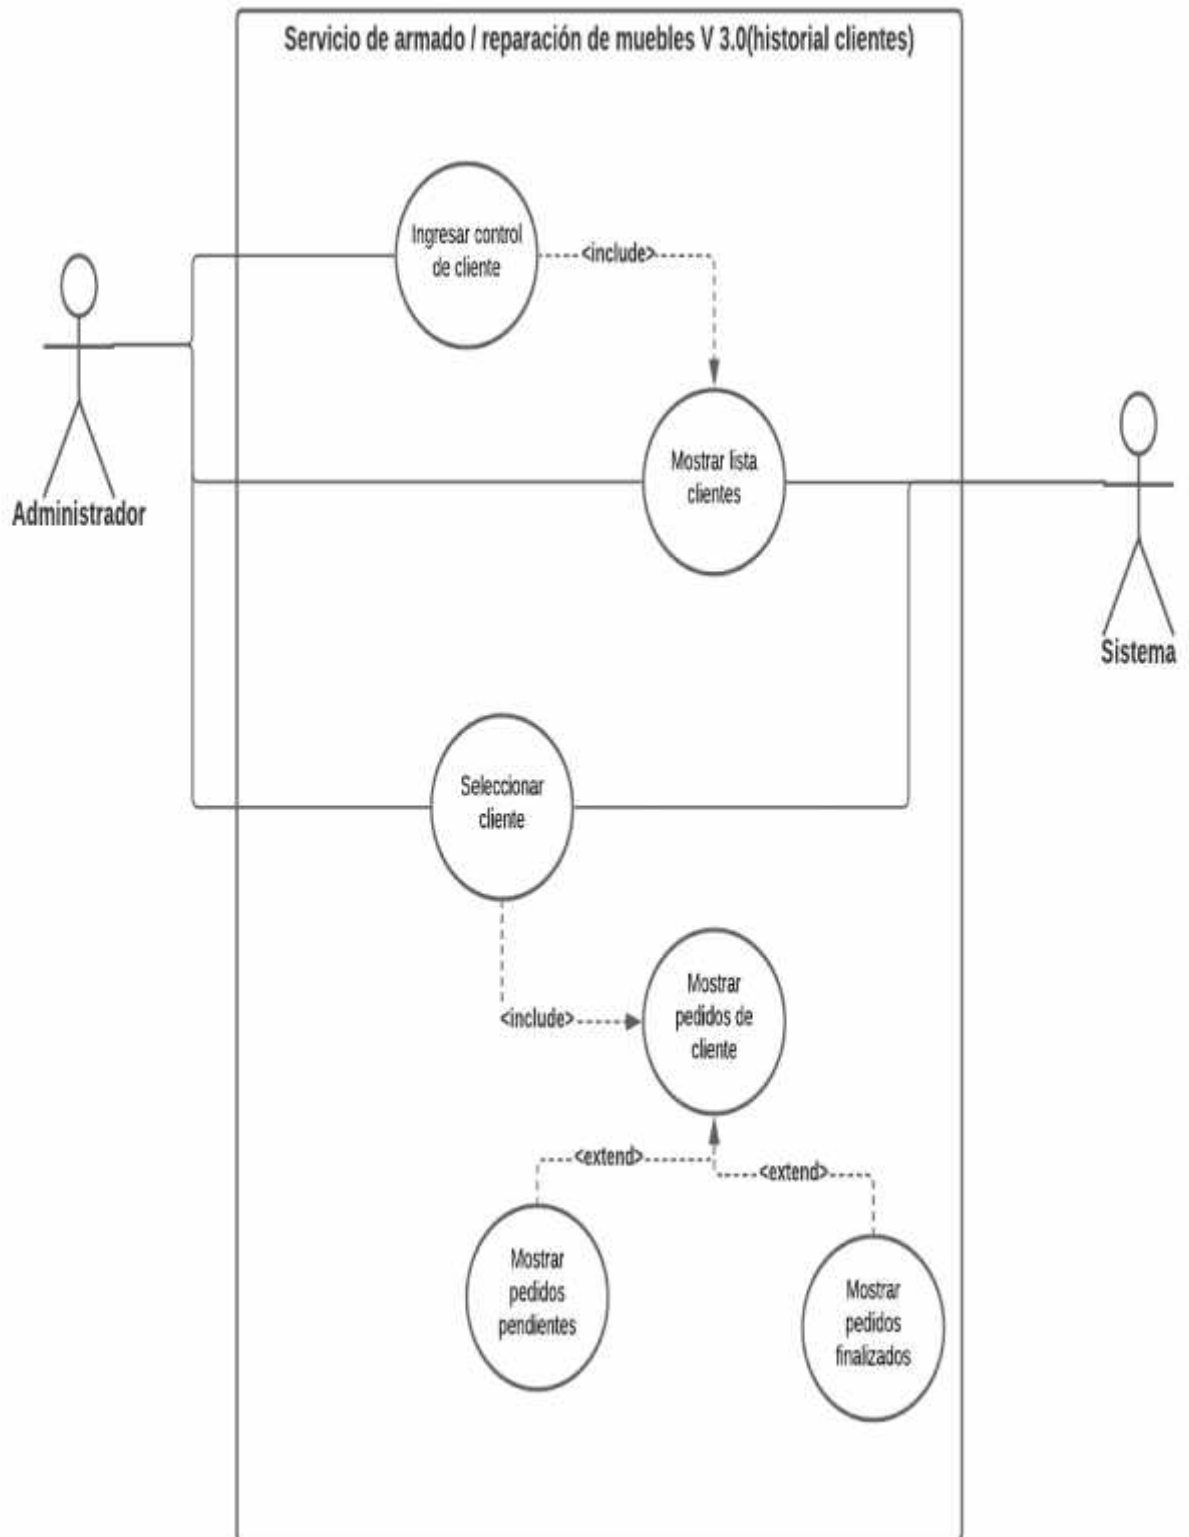 Servicio de armado / reparación de muebles V 3.0(historial clientes)
Ingresar control
de cliente
<include>
Mostrar lista
clientes
Administrador
Sistema
Seleccionar
cliente
Mostrar
pedidos de
cliente
<include>
<extend>
<extend>
Mostrar
pedidos
pendientes
Mostrar
pedidos
finalizados